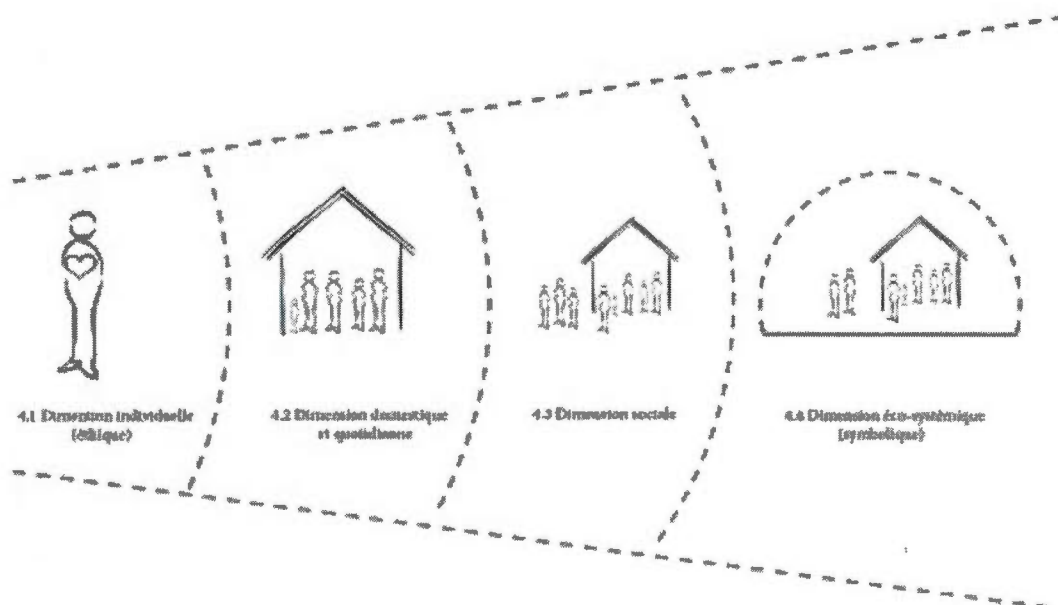 4.1 Dimension individuelle
(éthique)
4.2 Dimension domestique
et quotidienne
4.3 Dimension sociale
4.4 Dimension éco-systémique
(symbolique)